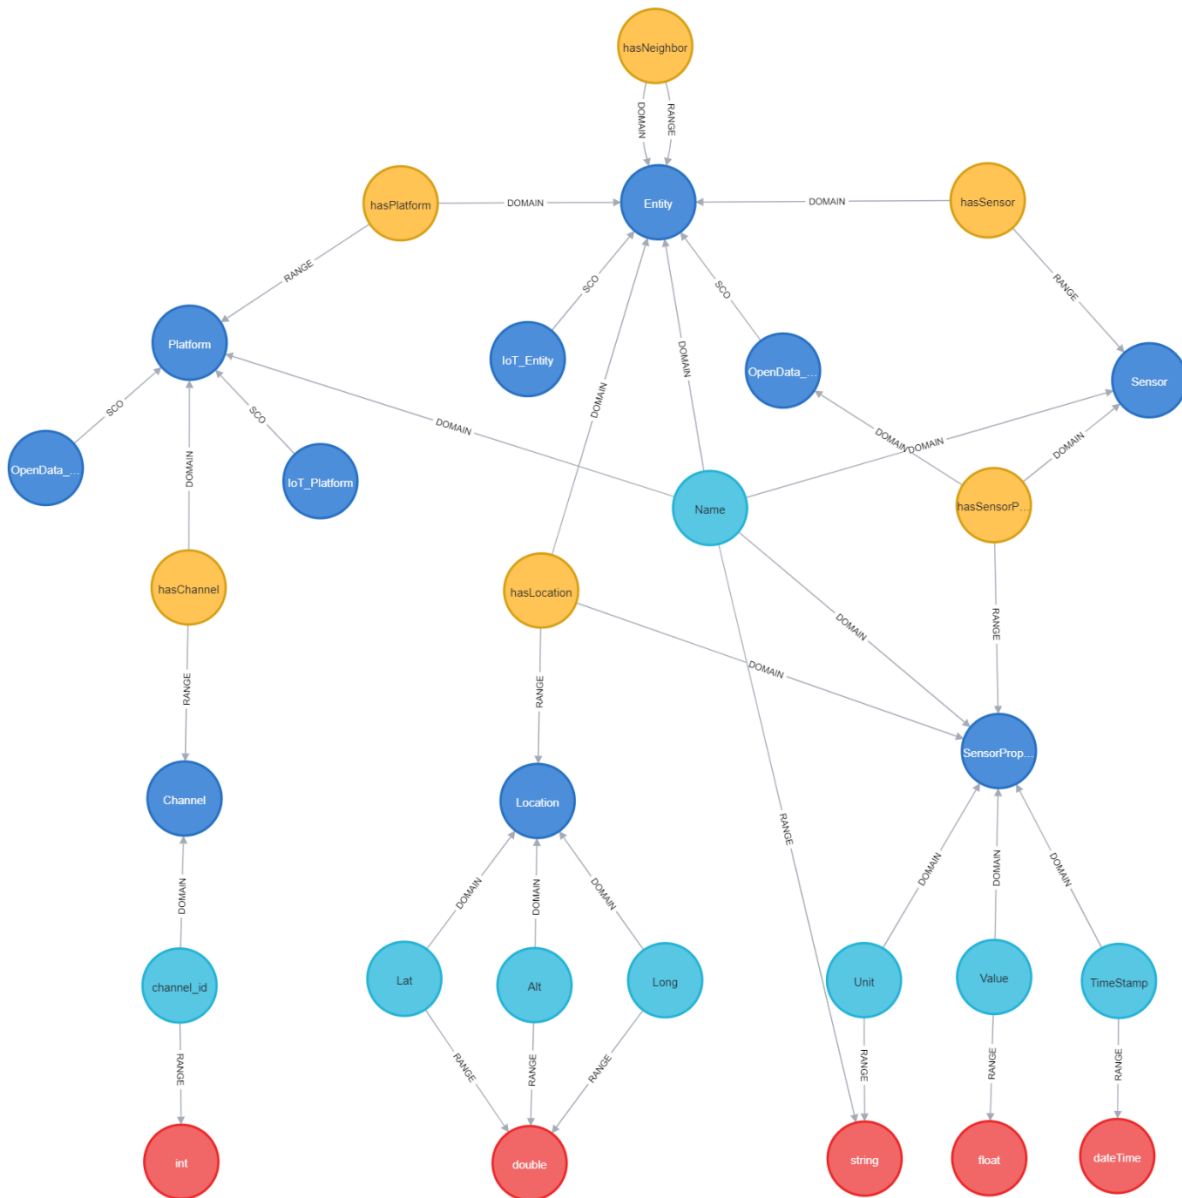 hasNeighbor
DOMAIN
RANGE
hasPlatform
DOMAIN
Entity
DOMAIN
hasSensor
RANGE
SCO
SCO
RANGE
Platform
IoT_Entity
OpenData_...
Sensor
DOMAIN
SCO
SCO
DOMAIN
DOMAIN
DOMAIN
DOMAIN
DOMAIN
DOMAIN
OpenData_...
IoT_Platform
Name
hasSensorP...
hasChannel
hasLocation
DOMAIN
RANGE
DOMAIN
RANGE
RANGE
SensorProp...
Channel
Location
RANGE
DOMAIN
DOMAIN
DOMAIN
DOMAIN
DOMAIN
DOMAIN
DOMAIN
channel_id
Lat
Alt
Long
Unit
Value
TimeStamp
RANGE
RANGE
RANGE
RANGE
RANGE
RANGE
RANGE
int
double
string
float
dateTime